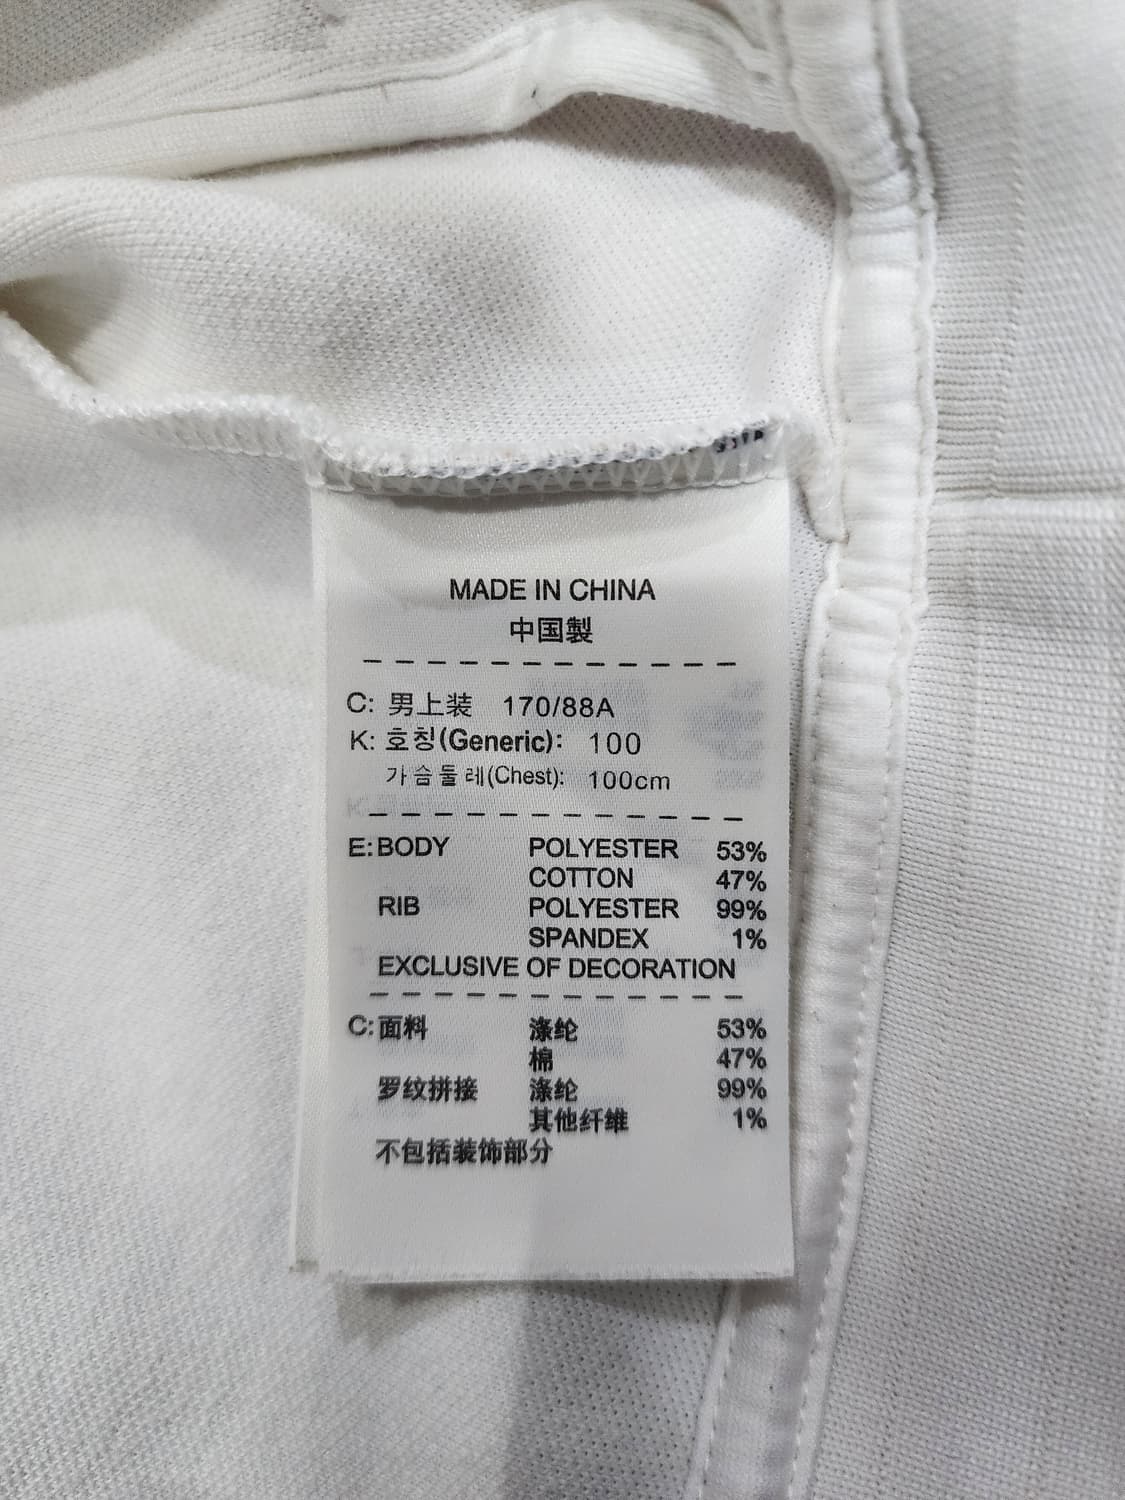 MADE IN CHINA
中国製
C: 男上装 170/88A
K: 호칭(Generic): 100
가슴둘레(Chest): 100cm
E: BODY POLYESTER 53%
COTTON 47%
RIB POLYESTER 99%
SPANDEX 1%
EXCLUSIVE OF DECORATION
C: 面料 涤纶 53%
棉 47%
罗纹拼接 涤纶 99%
其他纤维 1%
不包括装饰部分